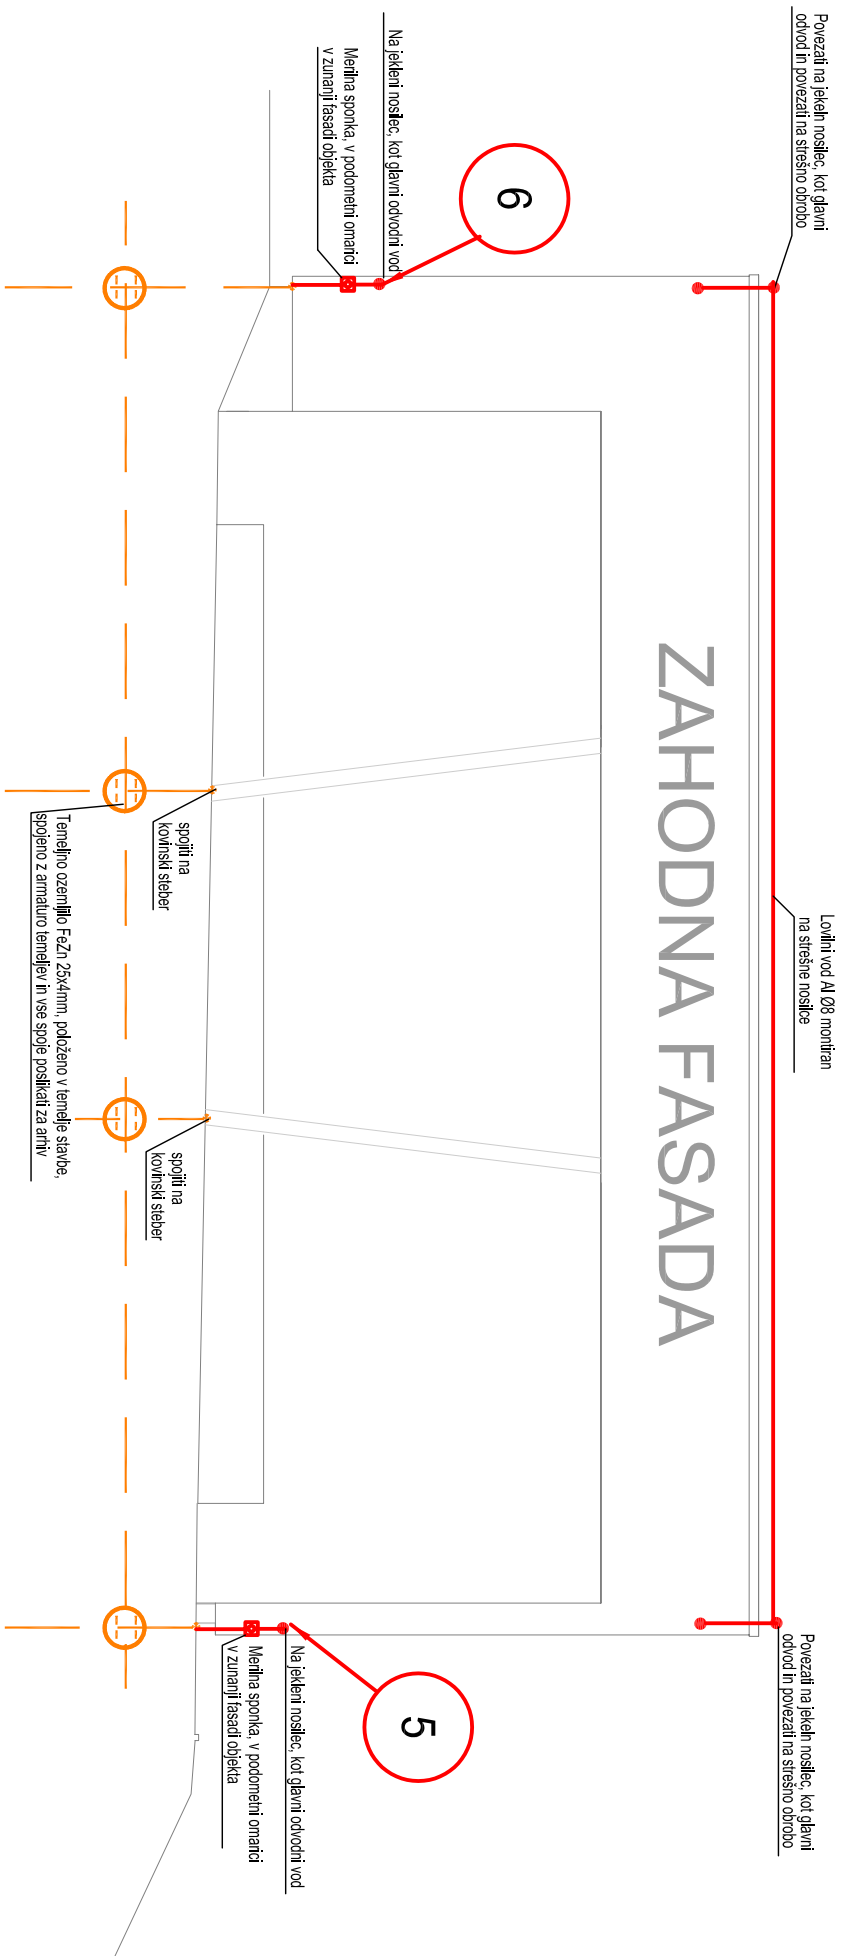 Povezati na jekeln nosilec, kot glavni
odvod in povezati na strešno obrobo
Lovilni vod Al Ø8 montiran
na strešne nosilce
Povezati na jekeln nosilec, kot glavni
odvod in povezati na strešno obrobo
ZAHODNA FASADA
6
Na jekleni nosilec, kot glavni odvodni vod
Merilna sponka, v podometni omarici
v zunanji fasadi objekta
5
Na jekleni nosilec, kot glavni odvodni vod
Merilna sponka, v podometni omarici
v zunanji fasadi objekta
spojiti na
kovinski steber
spojiti na
kovinski steber
Temeljno ozemljilo FeZn 25x4mm, položeno v temelje stavbe,
spojeno z armaturo temeljev in vse spoje poslikati za arhiv